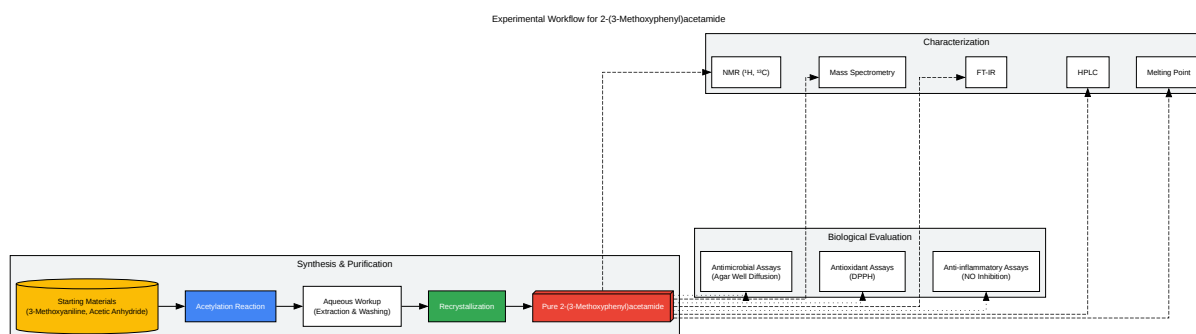 Experimental Workflow for 2-(3-Methoxyphenyl)acetamide
Characterization
NMR (¹H, ¹³C)
Mass Spectrometry
FT-IR
HPLC
Melting Point
Biological Evaluation
Antimicrobial Assays
(Agar Well Diffusion)
Antioxidant Assays
(DPPH)
Anti-inflammatory Assays
(NO Inhibition)
Synthesis & Purification
Starting Materials
(3-Methoxyaniline, Acetic Anhydride)
Acetylation Reaction
Aqueous Workup
(Extraction & Washing)
Recrystallization
Pure 2-(3-Methoxyphenyl)acetamide